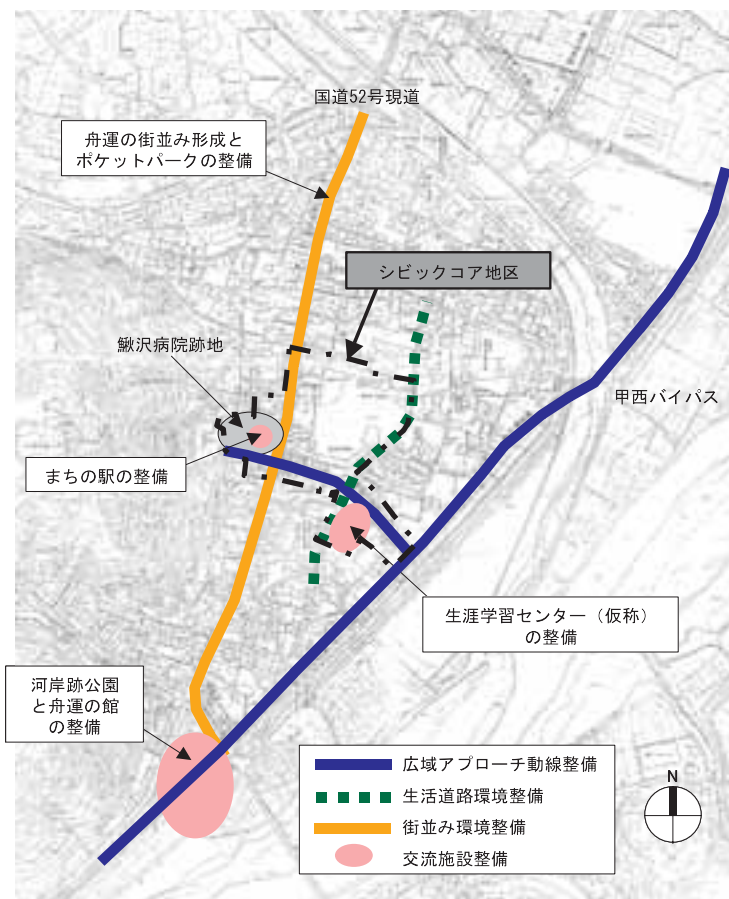 国道52号現道
舟運の街並み形成と
ポケットパークの整備
シビックコア地区
鰍沢病院跡地
甲西バイパス
まちの駅の整備
生涯学習センター（仮称）
の整備
河岸跡公園
と舟運の館
の整備
広域アプローチ動線整備
生活道路環境整備
街並み環境整備
交流施設整備
N